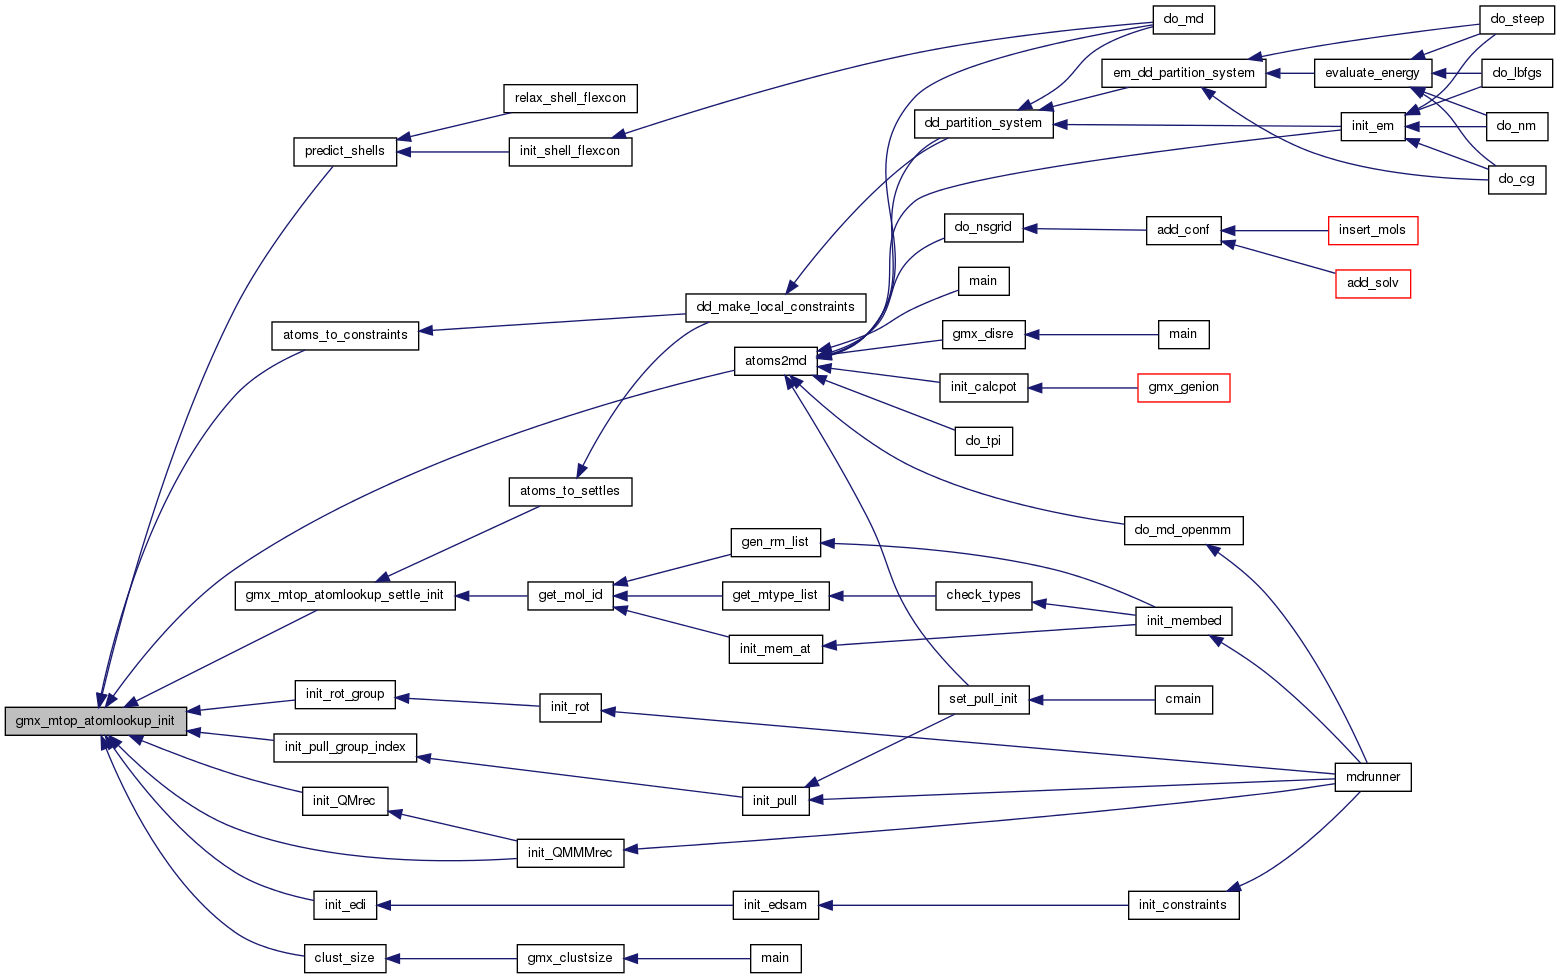 do_md
do_steep
em_dd_partition_system
evaluate_energy
do_lbfgs
relax_shell_flexcon
dd_partition_system
init_em
do_nm
predict_shells
init_shell_flexcon
do_cg
do_nsgrid
add_conf
insert_mols
main
add_solv
dd_make_local_constraints
atoms_to_constraints
gmx_disre
main
atoms2md
init_calcpot
gmx_genion
do_tpi
atoms_to_settles
do_md_openmm
gen_rm_list
gmx_mtop_atomlookup_settle_init
get_mol_id
get_mtype_list
check_types
init_membed
init_mem_at
init_rot_group
init_rot
set_pull_init
cmain
gmx_mtop_atomlookup_init
init_pull_group_index
mdrunner
init_QMrec
init_pull
init_QMMMrec
init_edi
init_edsam
init_constraints
clust_size
gmx_clustsize
main